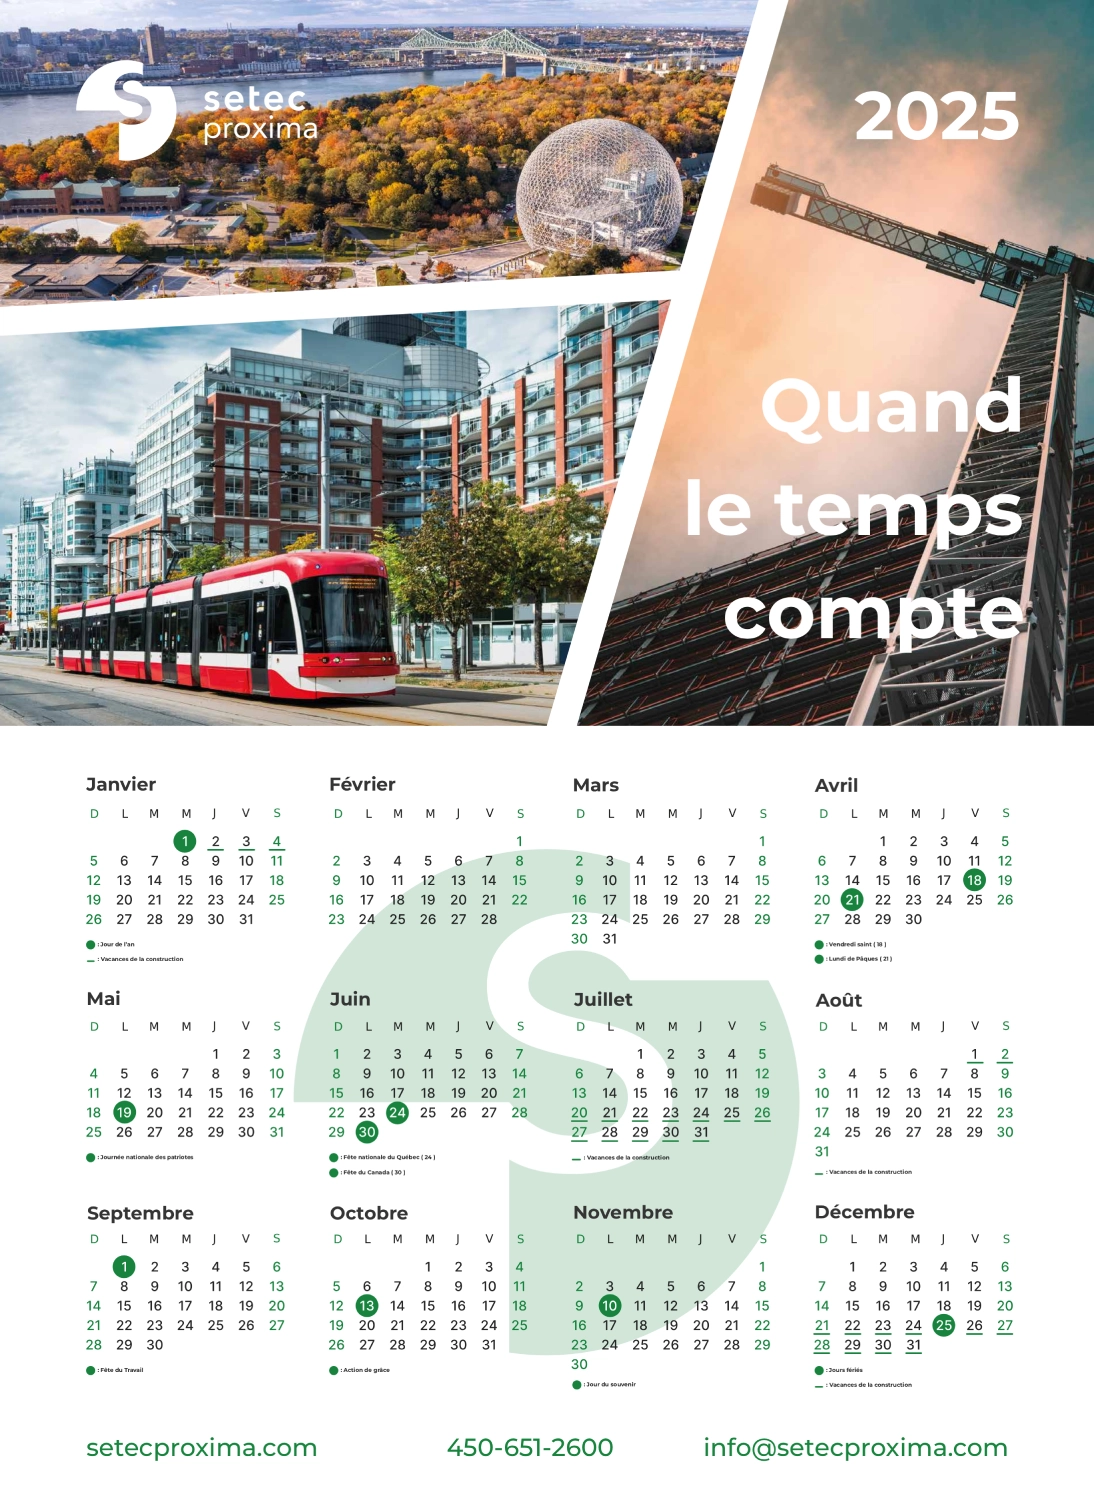 setec
proxima
2025
Quand
le temps
compte
Janvier
D L M M J V S
1 2 3 4
5 6 7 8 9 10 11
12 13 14 15 16 17 18
19 20 21 22 23 24 25
26 27 28 29 30 31
: Jour de l'an
: Vacances de la construction
Février
D L M M J V S
1
2 3 4 5 6 7 8
9 10 11 12 13 14 15
16 17 18 19 20 21 22
23 24 25 26 27 28
Mars
D L M M J V S
1
2 3 4 5 6 7 8
9 10 11 12 13 14 15
16 17 18 19 20 21 22
23 24 25 26 27 28 29
30 31
Avril
D L M M J V S
1 2 3 4 5
6 7 8 9 10 11 12
13 14 15 16 17 18 19
20 21 22 23 24 25 26
27 28 29 30
: Vendredi saint ( 18 )
: Lundi de Pâques ( 21 )
Mai
D L M M J V S
1 2 3
4 5 6 7 8 9 10
11 12 13 14 15 16 17
18 19 20 21 22 23 24
25 26 27 28 29 30 31
: Journée nationale des patriotes
Juin
D L M M J V S
1 2 3 4 5 6 7
8 9 10 11 12 13 14
15 16 17 18 19 20 21
22 23 24 25 26 27 28
29 30
: Fête nationale du Québec ( 24 )
: Fête du Canada ( 30 )
Juillet
D L M M J V S
1 2 3 4 5
6 7 8 9 10 11 12
13 14 15 16 17 18 19
20 21 22 23 24 25 26
27 28 29 30 31
: Vacances de la construction
Août
D L M M J V S
1 2
3 4 5 6 7 8 9
10 11 12 13 14 15 16
17 18 19 20 21 22 23
24 25 26 27 28 29 30
31
: Vacances de la construction
Septembre
D L M M J V S
1 2 3 4 5 6
7 8 9 10 11 12 13
14 15 16 17 18 19 20
21 22 23 24 25 26 27
28 29 30
: Fête du Travail
Octobre
D L M M J V S
1 2 3 4
5 6 7 8 9 10 11
12 13 14 15 16 17 18
19 20 21 22 23 24 25
26 27 28 29 30 31
: Action de grâce
Novembre
D L M M J V S
1
2 3 4 5 6 7 8
9 10 11 12 13 14 15
16 17 18 19 20 21 22
23 24 25 26 27 28 29
30
: Jour du souvenir
Décembre
D L M M J V S
1 2 3 4 5 6
7 8 9 10 11 12 13
14 15 16 17 18 19 20
21 22 23 24 25 26 27
28 29 30 31
: Jours fériés
: Vacances de la construction
setecproxima.com
450-651-2600
info@setecproxima.com